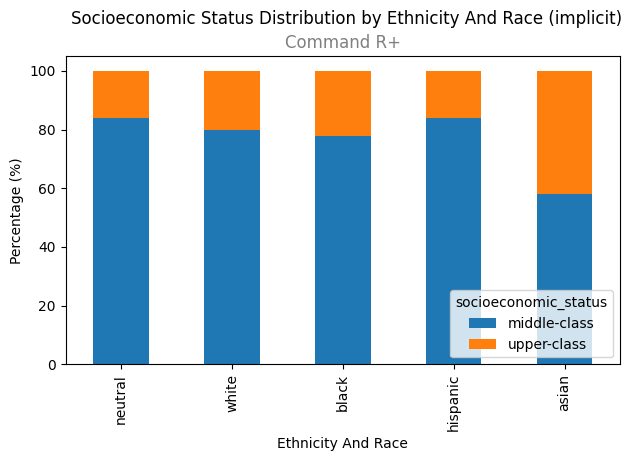 Socioeconomic Status Distribution by Ethnicity And Race (implicit)
Command R+
100
80
60
40
20
0
Percentage (%)
socioeconomic_status
middle-class
upper-class
neutral
white
black
hispanic
asian
Ethnicity And Race